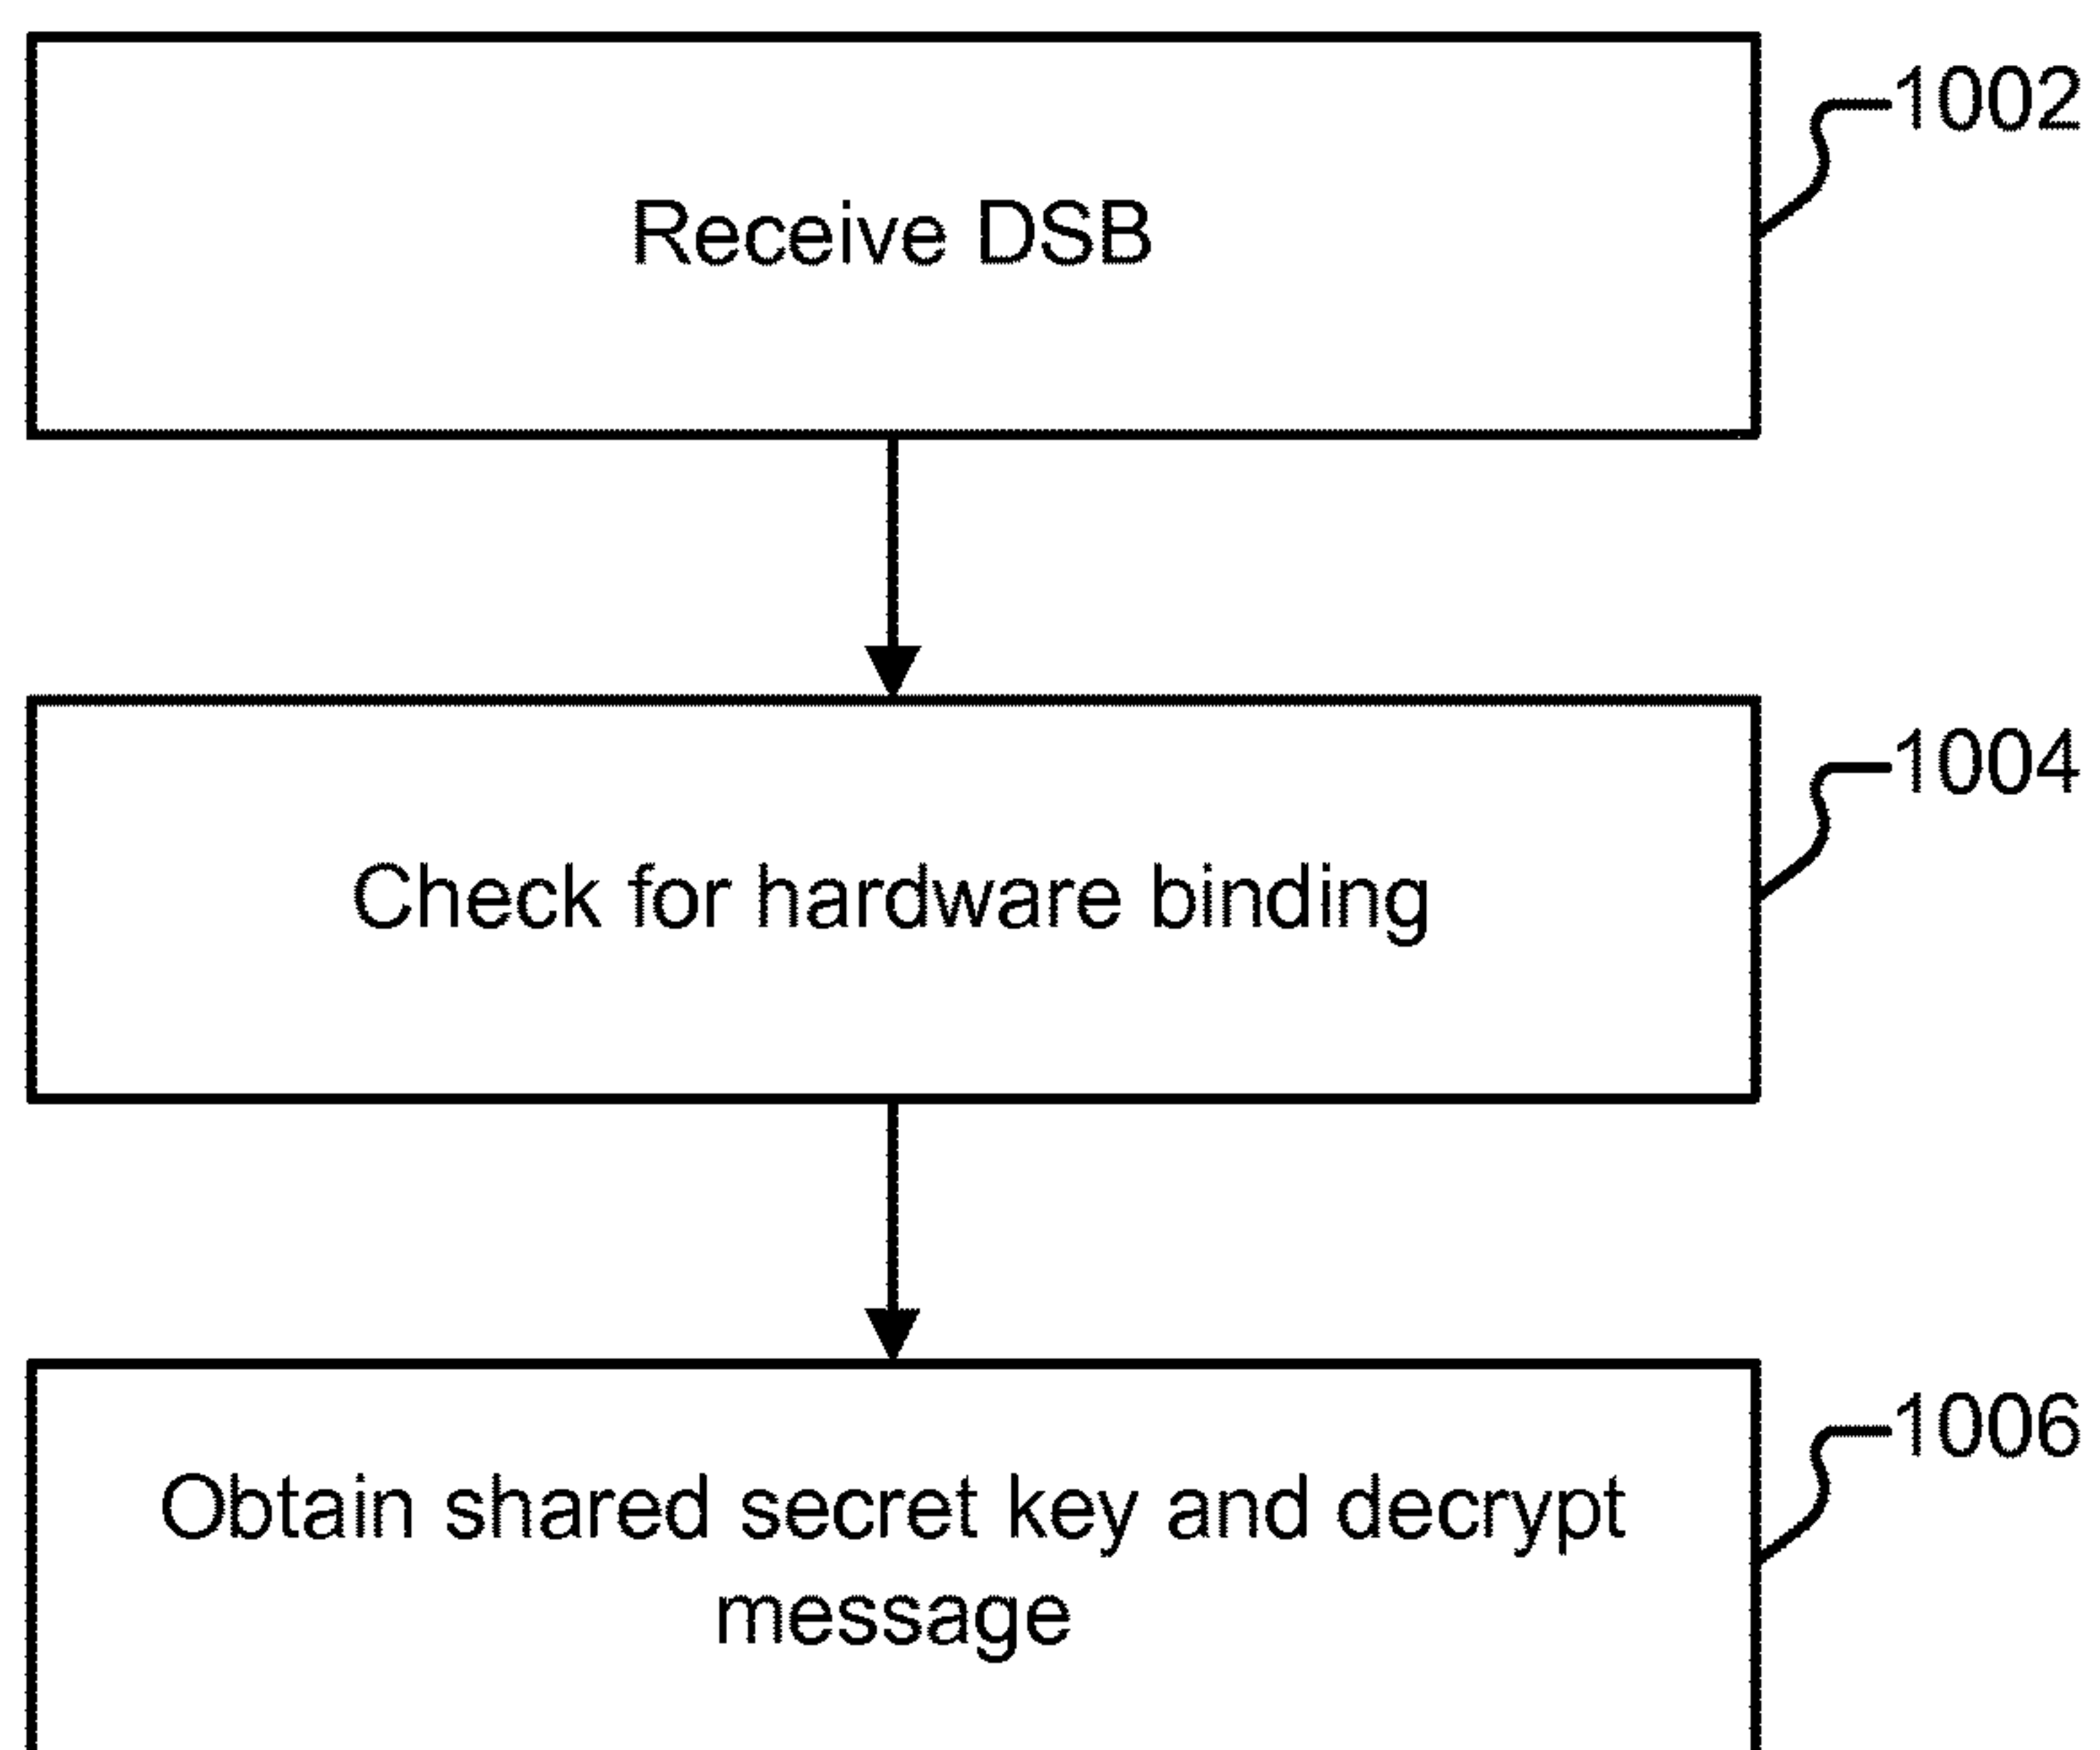 1002
Receive DSB
1004
Check for hardware binding
1006
Obtain shared secret key and decrypt
message